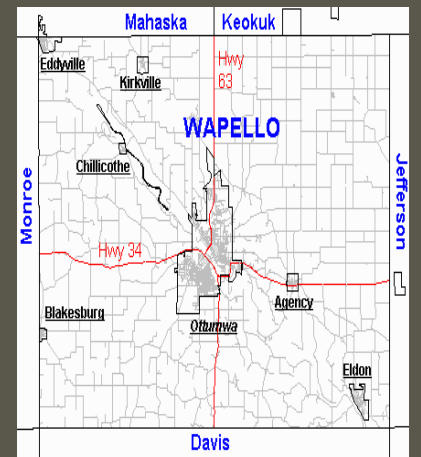 Mahaska Keokuk
Eddyville
Kirkville
Hwy
63
WAPELLO
Chillicothe
Monroe
Jefferson
Hwy 34
Agency
Blakesburg
Ottumwa
Eldon
Davis